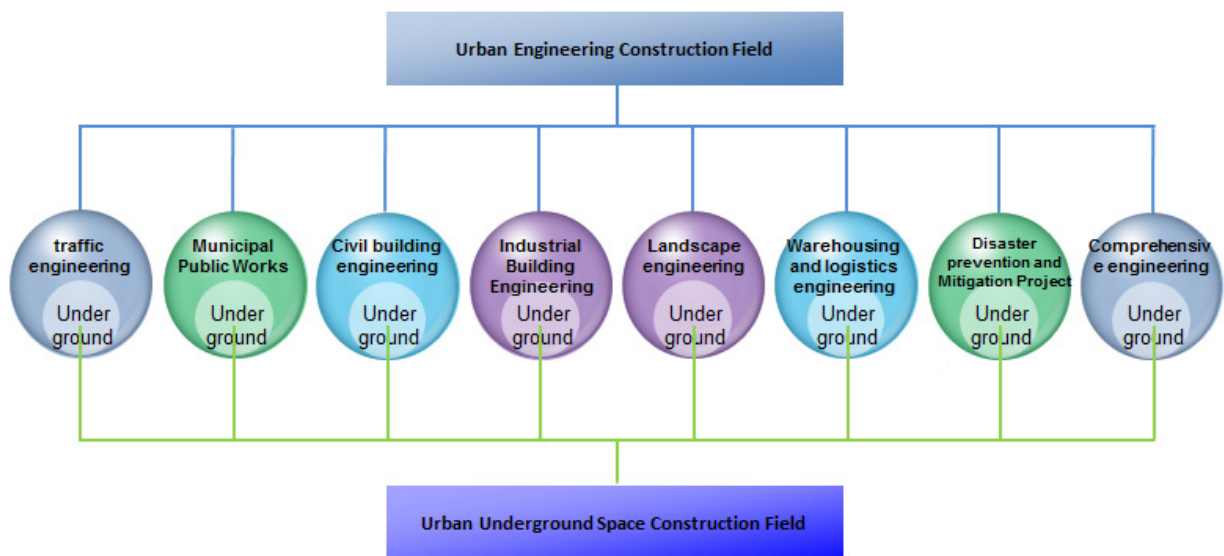 Urban Engineering Construction Field
traffic
engineering
Under
ground
Municipal
Public Works
Under
ground
Civil building
engineering
Under
ground
Industrial
Building
Engineering
Under
ground
Landscape
engineering
Under
ground
Warehousing
and logistics
engineering
Under
ground
Disaster
prevention and
Mitigation Project
Under
ground
Comprehensiv
e engineering
Under
ground
Urban Underground Space Construction Field